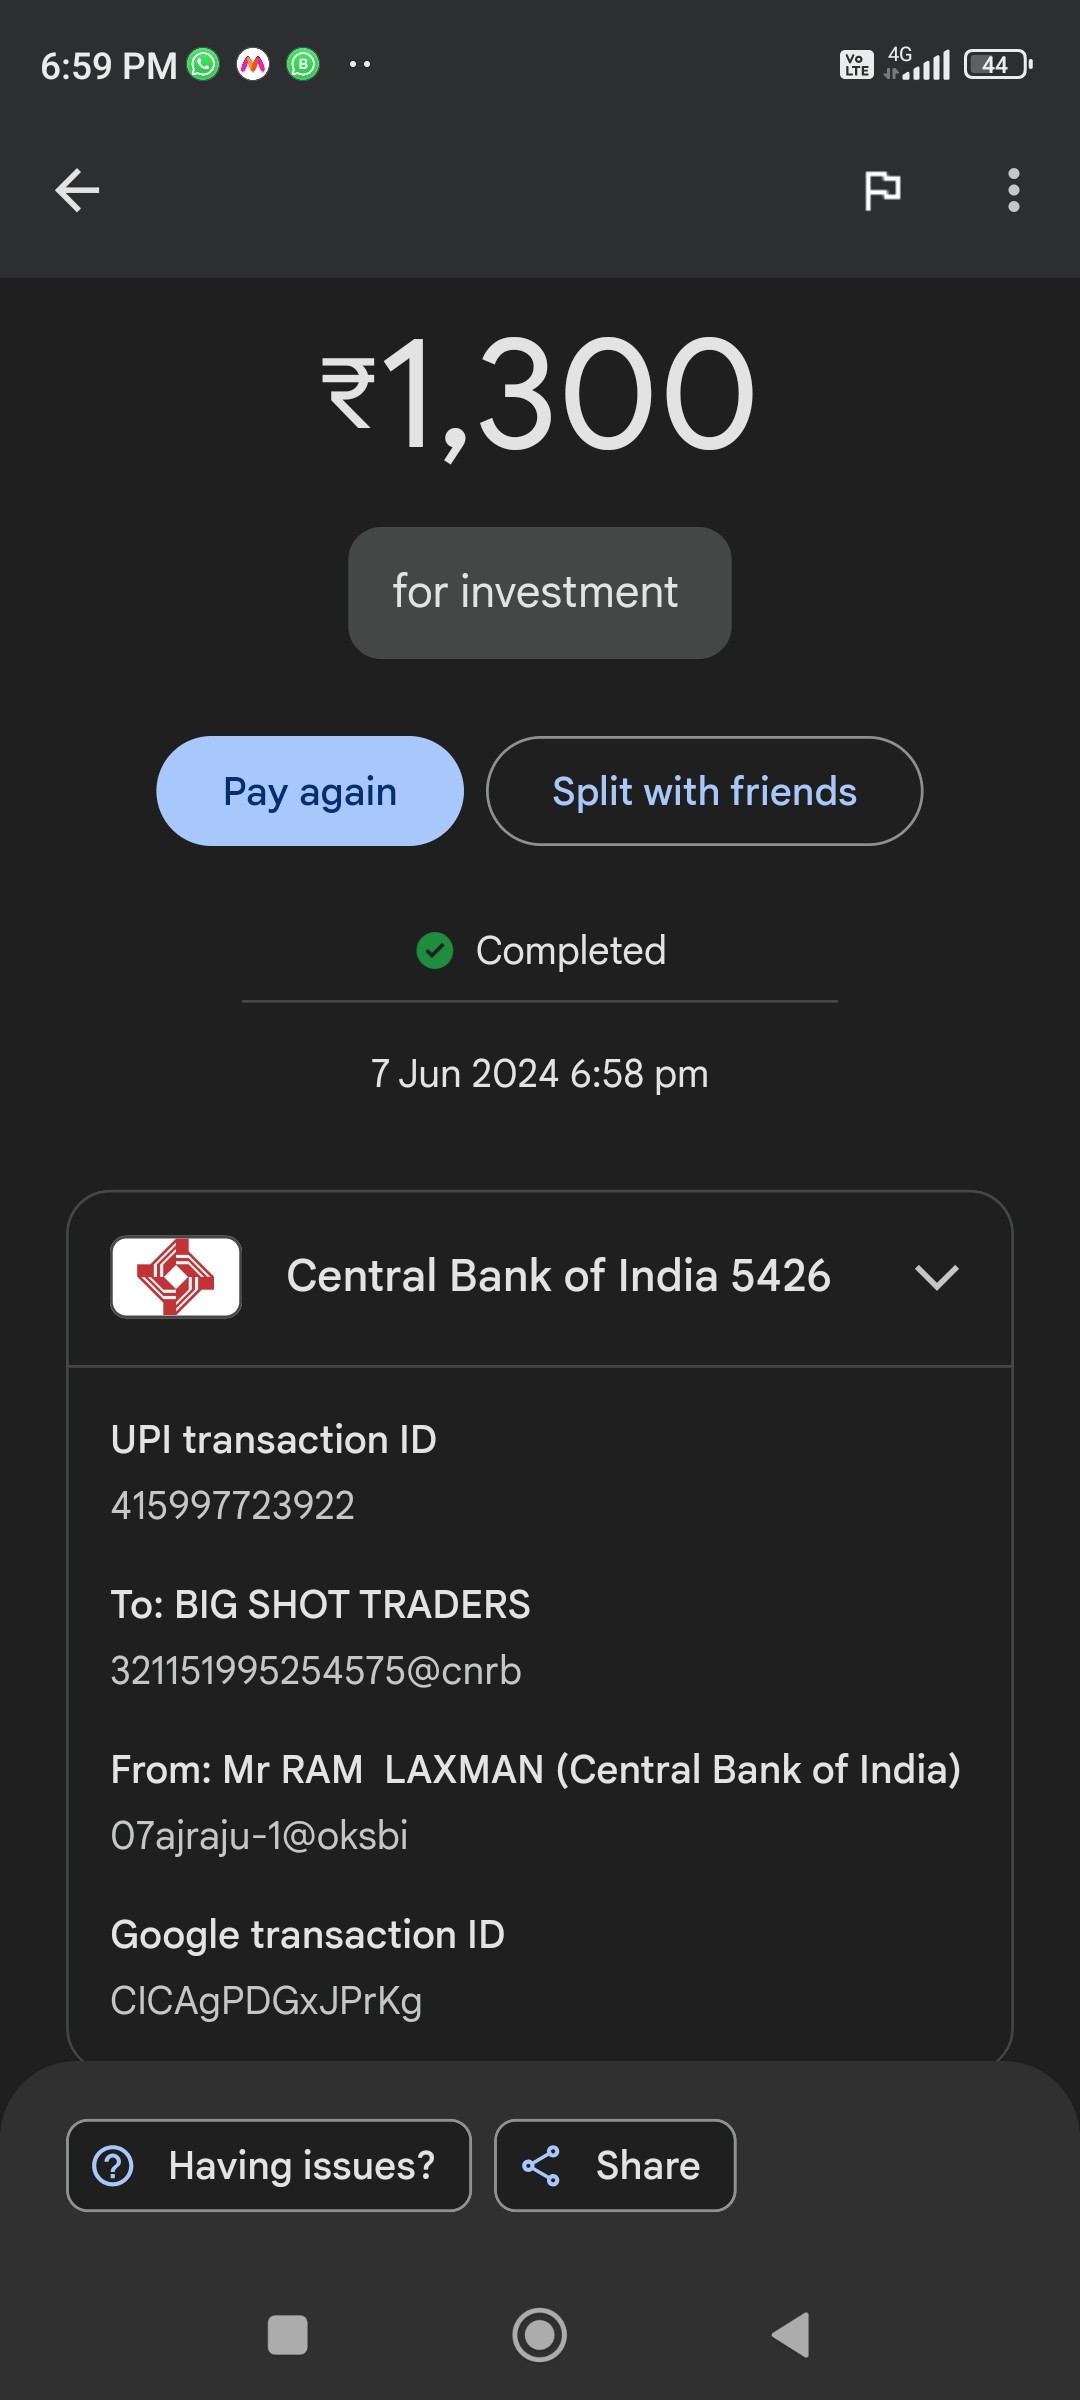 6:59 PM
Vo LTE 4G 44
₹1,300
for investment
Pay again
Split with friends
Completed
7 Jun 2024 6:58 pm
Central Bank of India 5426
UPI transaction ID
415997723922
To: BIG SHOT TRADERS
321151995254575@cnrb
From: Mr RAM  LAXMAN (Central Bank of India)
07ajraju-1@oksbi
Google transaction ID
CICAgPDGxJPrKg
Having issues?
Share